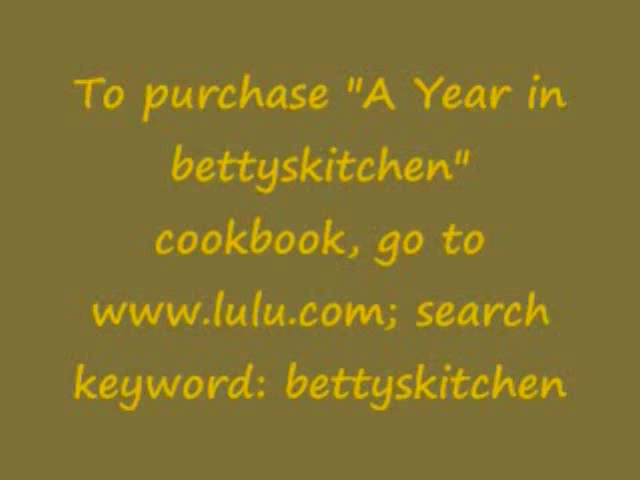 To purchase "A Year in
bettyskitchen"
cookbook, go to
www.lulu.com; search
keyword: bettyskitchen